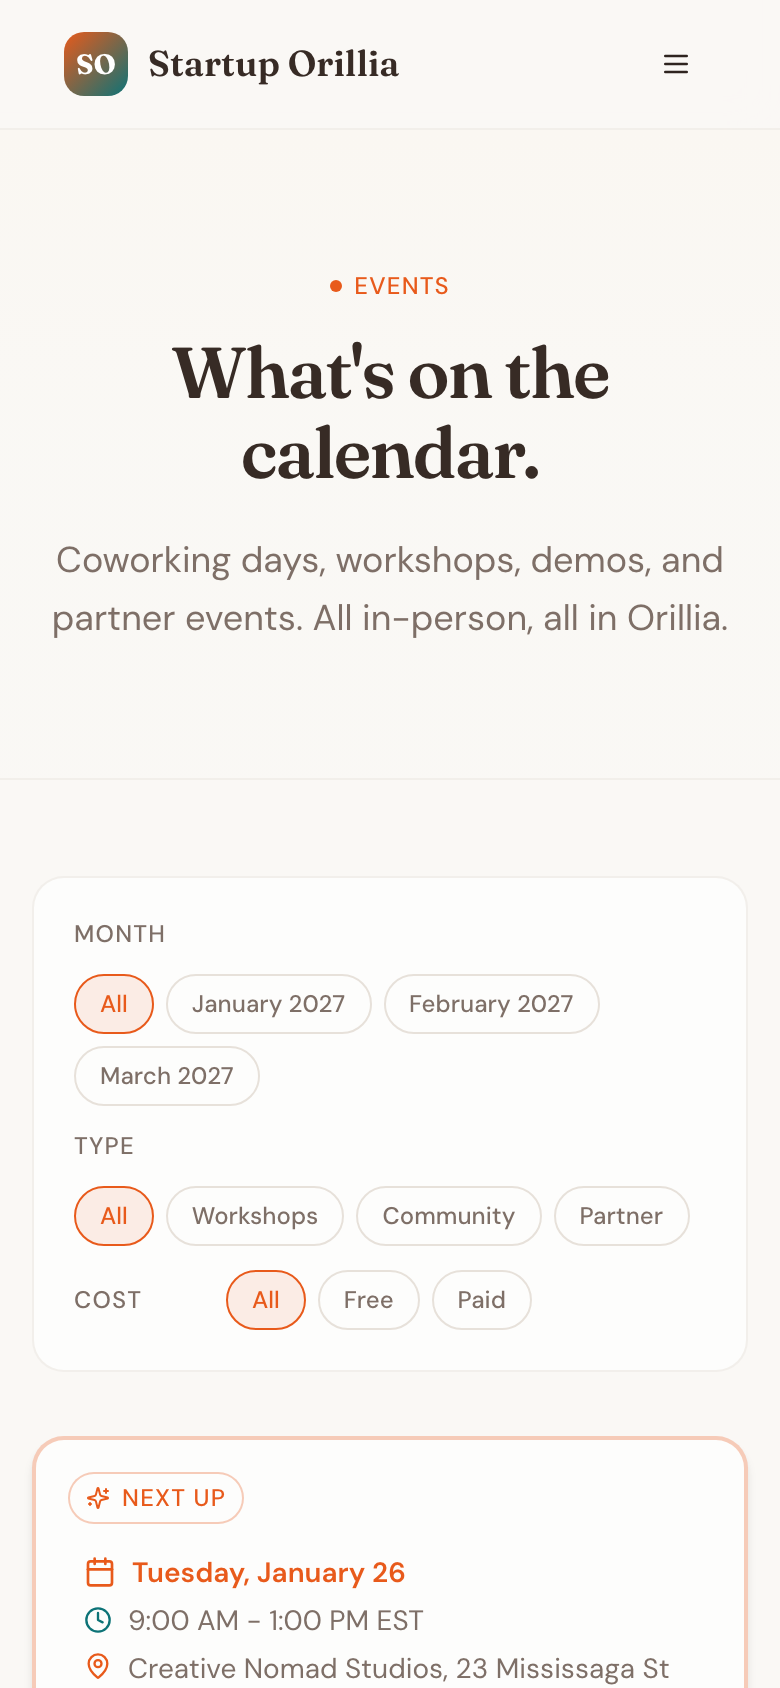 SO Startup Orillia
EVENTS
What's on the
calendar.
Coworking days, workshops, demos, and
partner events. All in-person, all in Orillia.
MONTH
All January 2027 February 2027
March 2027
TYPE
All Workshops Community Partner
COST All Free Paid
NEXT UP
Tuesday, January 26
9:00 AM – 1:00 PM EST
Creative Nomad Studios, 23 Mississaga St